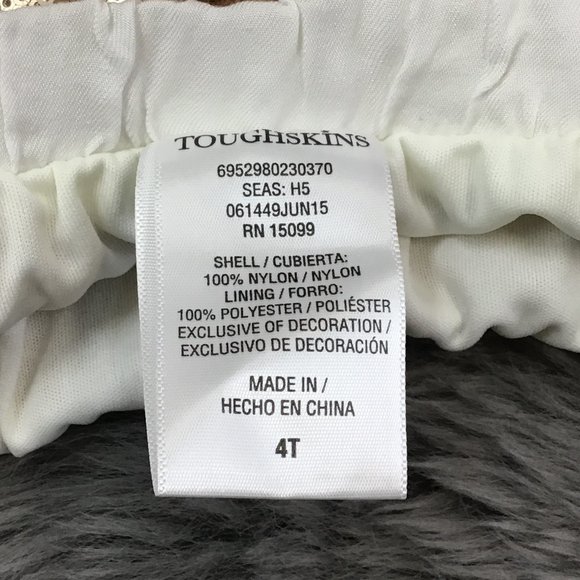 TOUGHSKINS
6952980230370
SEAS: H5
061449JUN15
RN 15099
SHELL / CUBIERTA:
100% NYLON / NYLON
LINING / FORRO:
100% POLYESTER / POLIÉSTER
EXCLUSIVE OF DECORATION /
EXCLUSIVO DE DECORACIÓN
MADE IN /
HECHO EN CHINA
4T